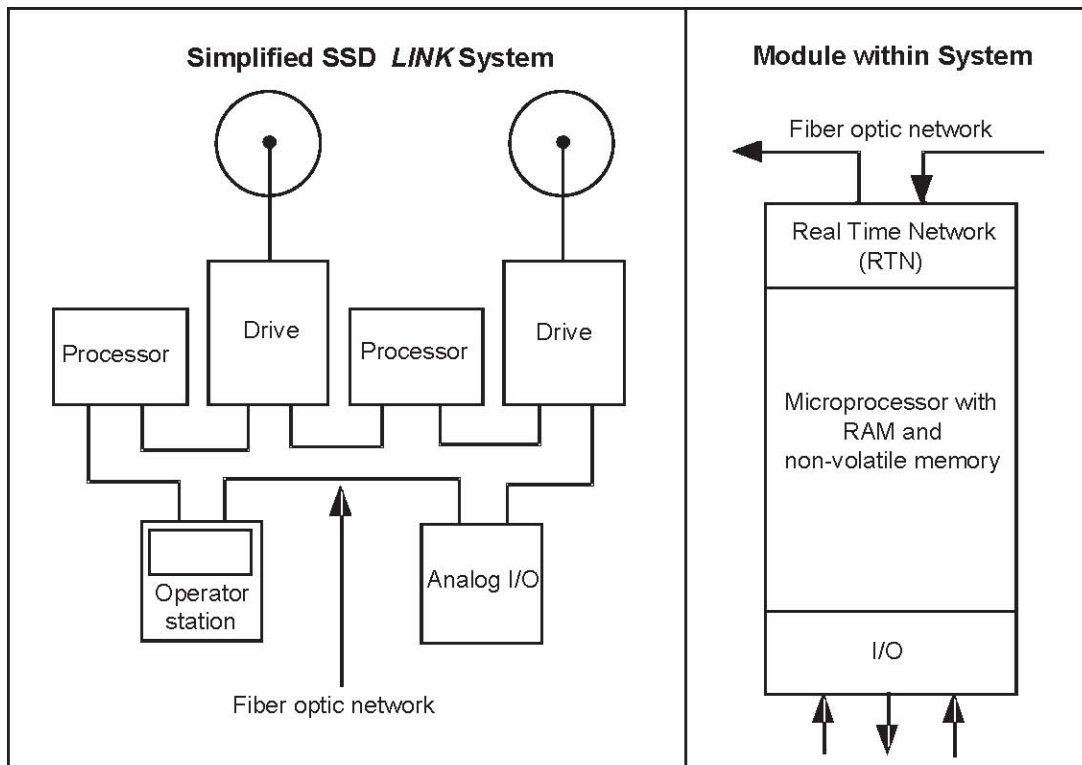 Simplified SSD LINK System
Drive
Drive
Processor
Processor
Operator
station
Analog I/O
Fiber optic network
Module within System
Fiber optic network
Real Time Network
(RTN)
Microprocessor with
RAM and
non-volatile memory
I/O